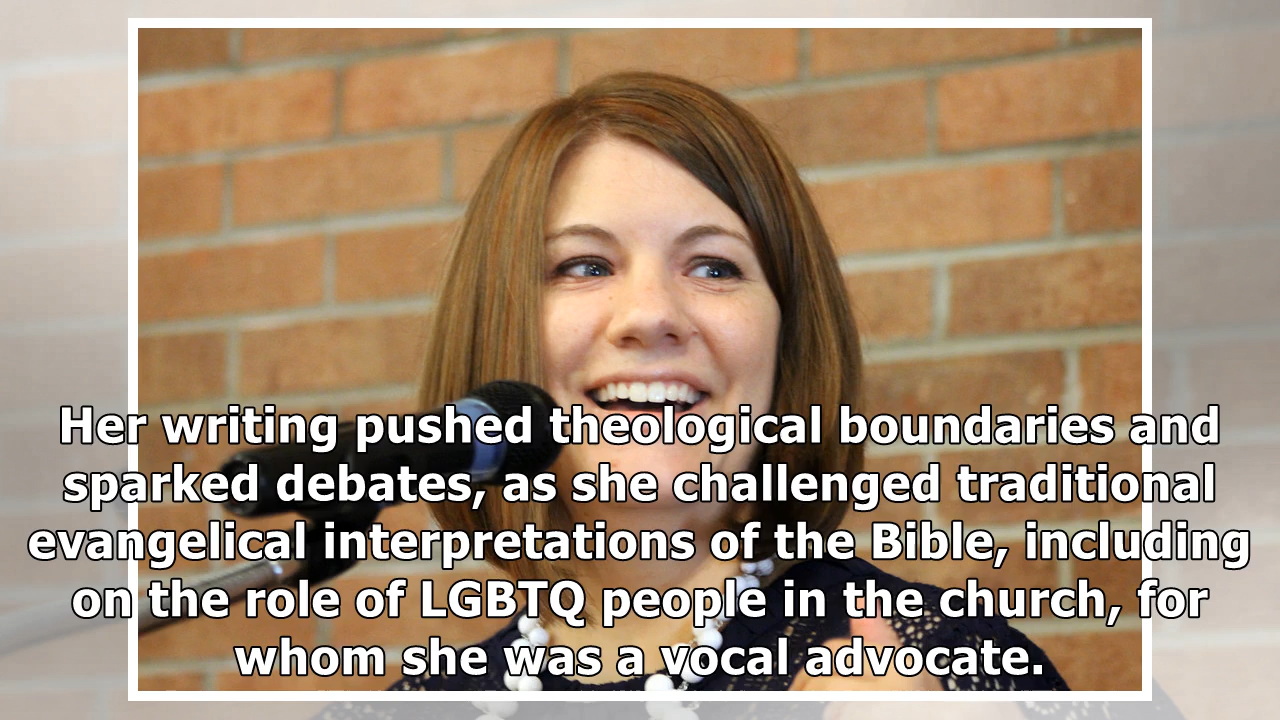 Her writing pushed theological boundaries and
sparked debates, as she challenged traditional
evangelical interpretations of the Bible, including
on the role of LGBTQ people in the church, for
whom she was a vocal advocate.